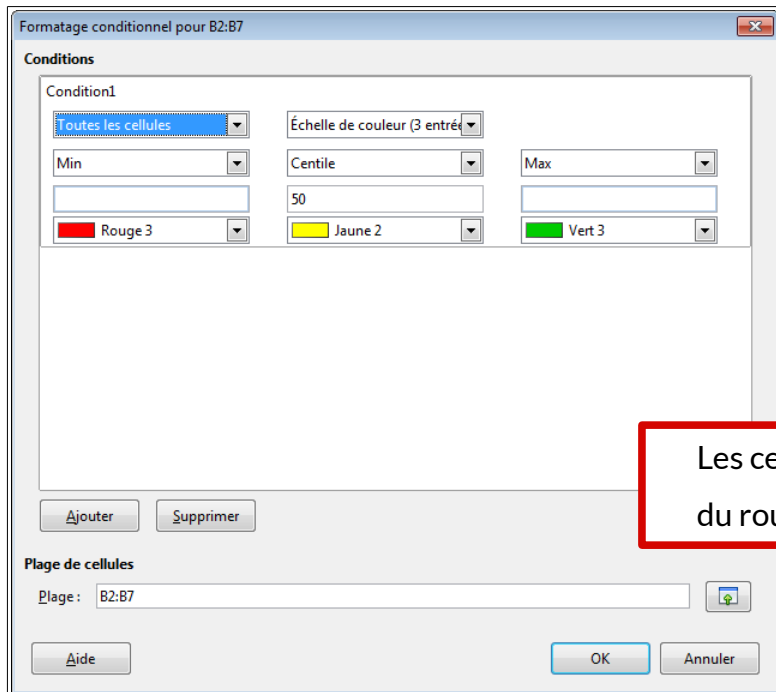 Formatage conditionnel pour B2:B7
Conditions
Condition1
Toutes les cellules Échelle de couleur (3 entrée
Min Centile Max
50
Rouge 3 Jaune 2 Vert 3
Les ce
du rou
Ajouter Supprimer
Plage de cellules
Plage : B2:B7
Aide OK Annuler